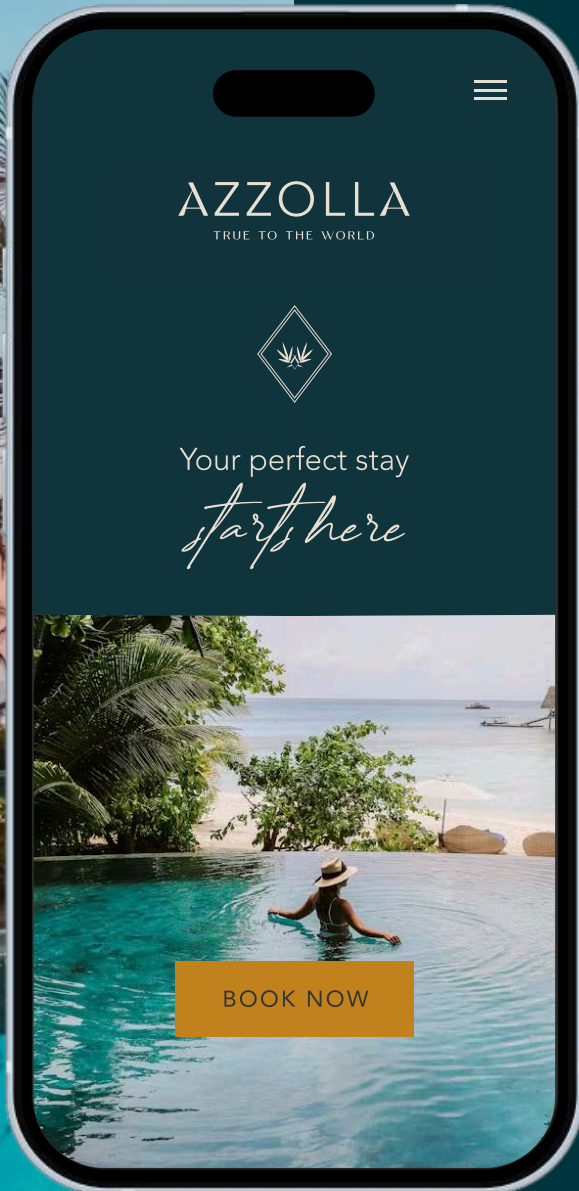 AZZOLLA
TRUE TO THE WORLD
Your perfect stay
starts here
BOOK NOW